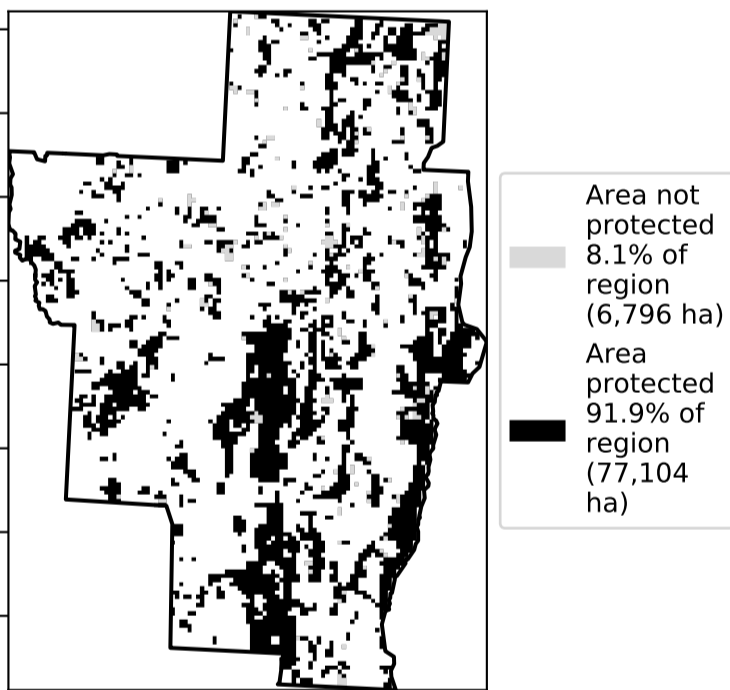 Area not
protected
8.1% of
region
(6,796 ha)
Area
protected
91.9% of
region
(77,104
ha)